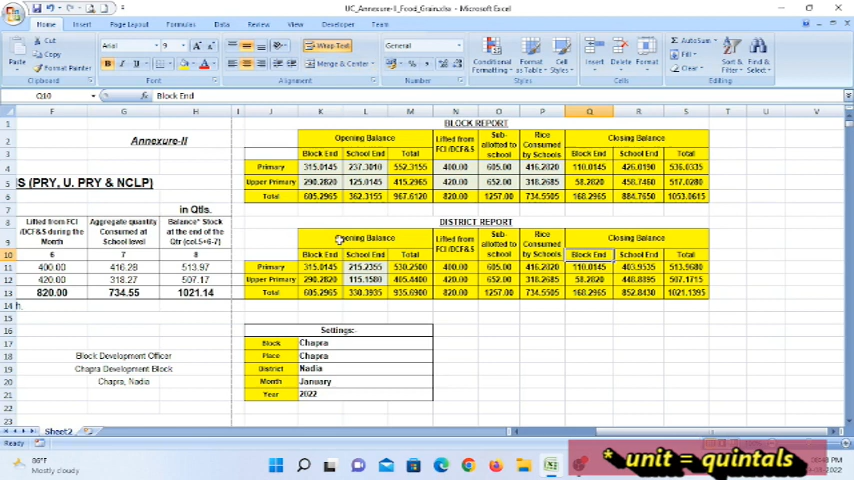 UC_Annexure-II_Food_Grain.xlsx - Microsoft Excel
Home Insert Page Layout Formulas Data Review View Developer Team
Cut
Copy
Paste
Clipboard
Arial 9
Font
Wrap Text
Merge & Center
Alignment
General
Number
Conditional Formatting
Format as Table
Cell Styles
Styles
Insert Delete Format
Cells
AutoSum
Fill
Clear
Sort & Filter
Find & Select
Editing
Q10 fx Block End
F G H I J K L M N O P Q R S T U V
Annexure-II
S (PRY, U. PRY & NCLP)
in Qtls.
Lifted from FCI /DCF&S during the Month
Aggregate quantity Consumed at School level
Balance* Stock at the end of the Qtr (col.5+6-7)
6 7 8
400.00 416.28 513.97
420.00 318.27 507.17
820.00 734.55 1021.14
h.
Block Development Officer
Chapra Development Block
Chapra, Nadia
BLOCK REPORT
Opening Balance
Lifted from FCI /DCF&S
Sub-allotted to school
Rice Consumed by Schools
Closing Balance
Block End School End Total Block End School End Total
Primary 315.0145 237.3010 552.3155 400.00 605.00 416.2820 110.0145 426.0190 536.0335
Upper Primary 290.2820 125.0145 415.2965 420.00 652.00 318.2685 58.2820 458.7460 517.0280
Total 605.2965 362.3155 967.6120 820.00 1257.00 734.5505 168.2965 884.7650 1053.0615
DISTRICT REPORT
Opening Balance
Lifted from FCI /DCF&S
Sub-allotted to school
Rice Consumed by Schools
Closing Balance
Block End School End Total Block End School End Total
Primary 315.0145 215.2355 530.2500 400.00 605.00 416.2820 110.0145 403.9535 513.9680
Upper Primary 290.2820 115.1580 405.4400 420.00 652.00 318.2685 58.2820 448.8895 507.1715
Total 605.2965 330.3935 935.6900 820.00 1257.00 734.5505 168.2965 852.8430 1021.1395
Settings:-
Block Chapra
Place Chapra
District Nadia
Month January
Year 2022
Sheet2
Ready
86°F
Mostly cloudy
* unit = quintals